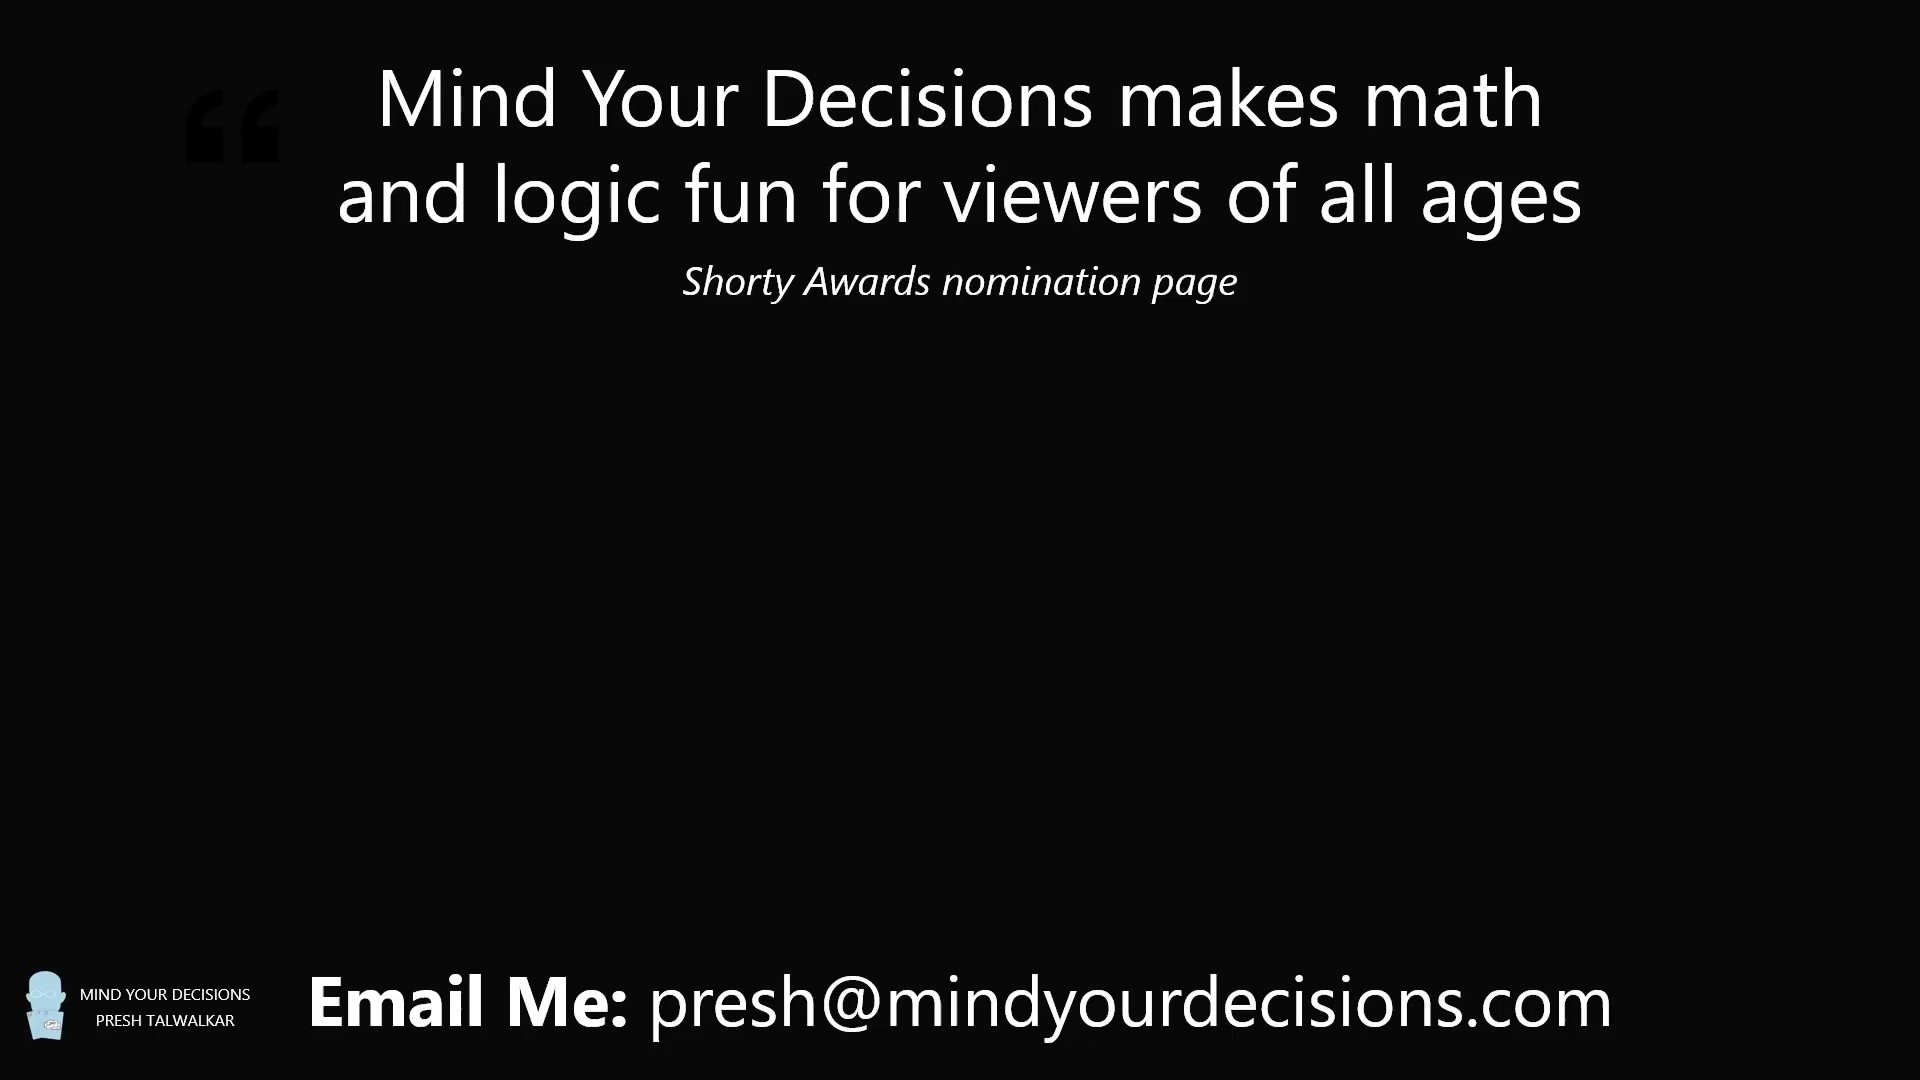 “
Mind Your Decisions makes math
and logic fun for viewers of all ages
Shorty Awards nomination page
MIND YOUR DECISIONS
PRESH TALWALKAR
Email Me: presh@mindyourdecisions.com